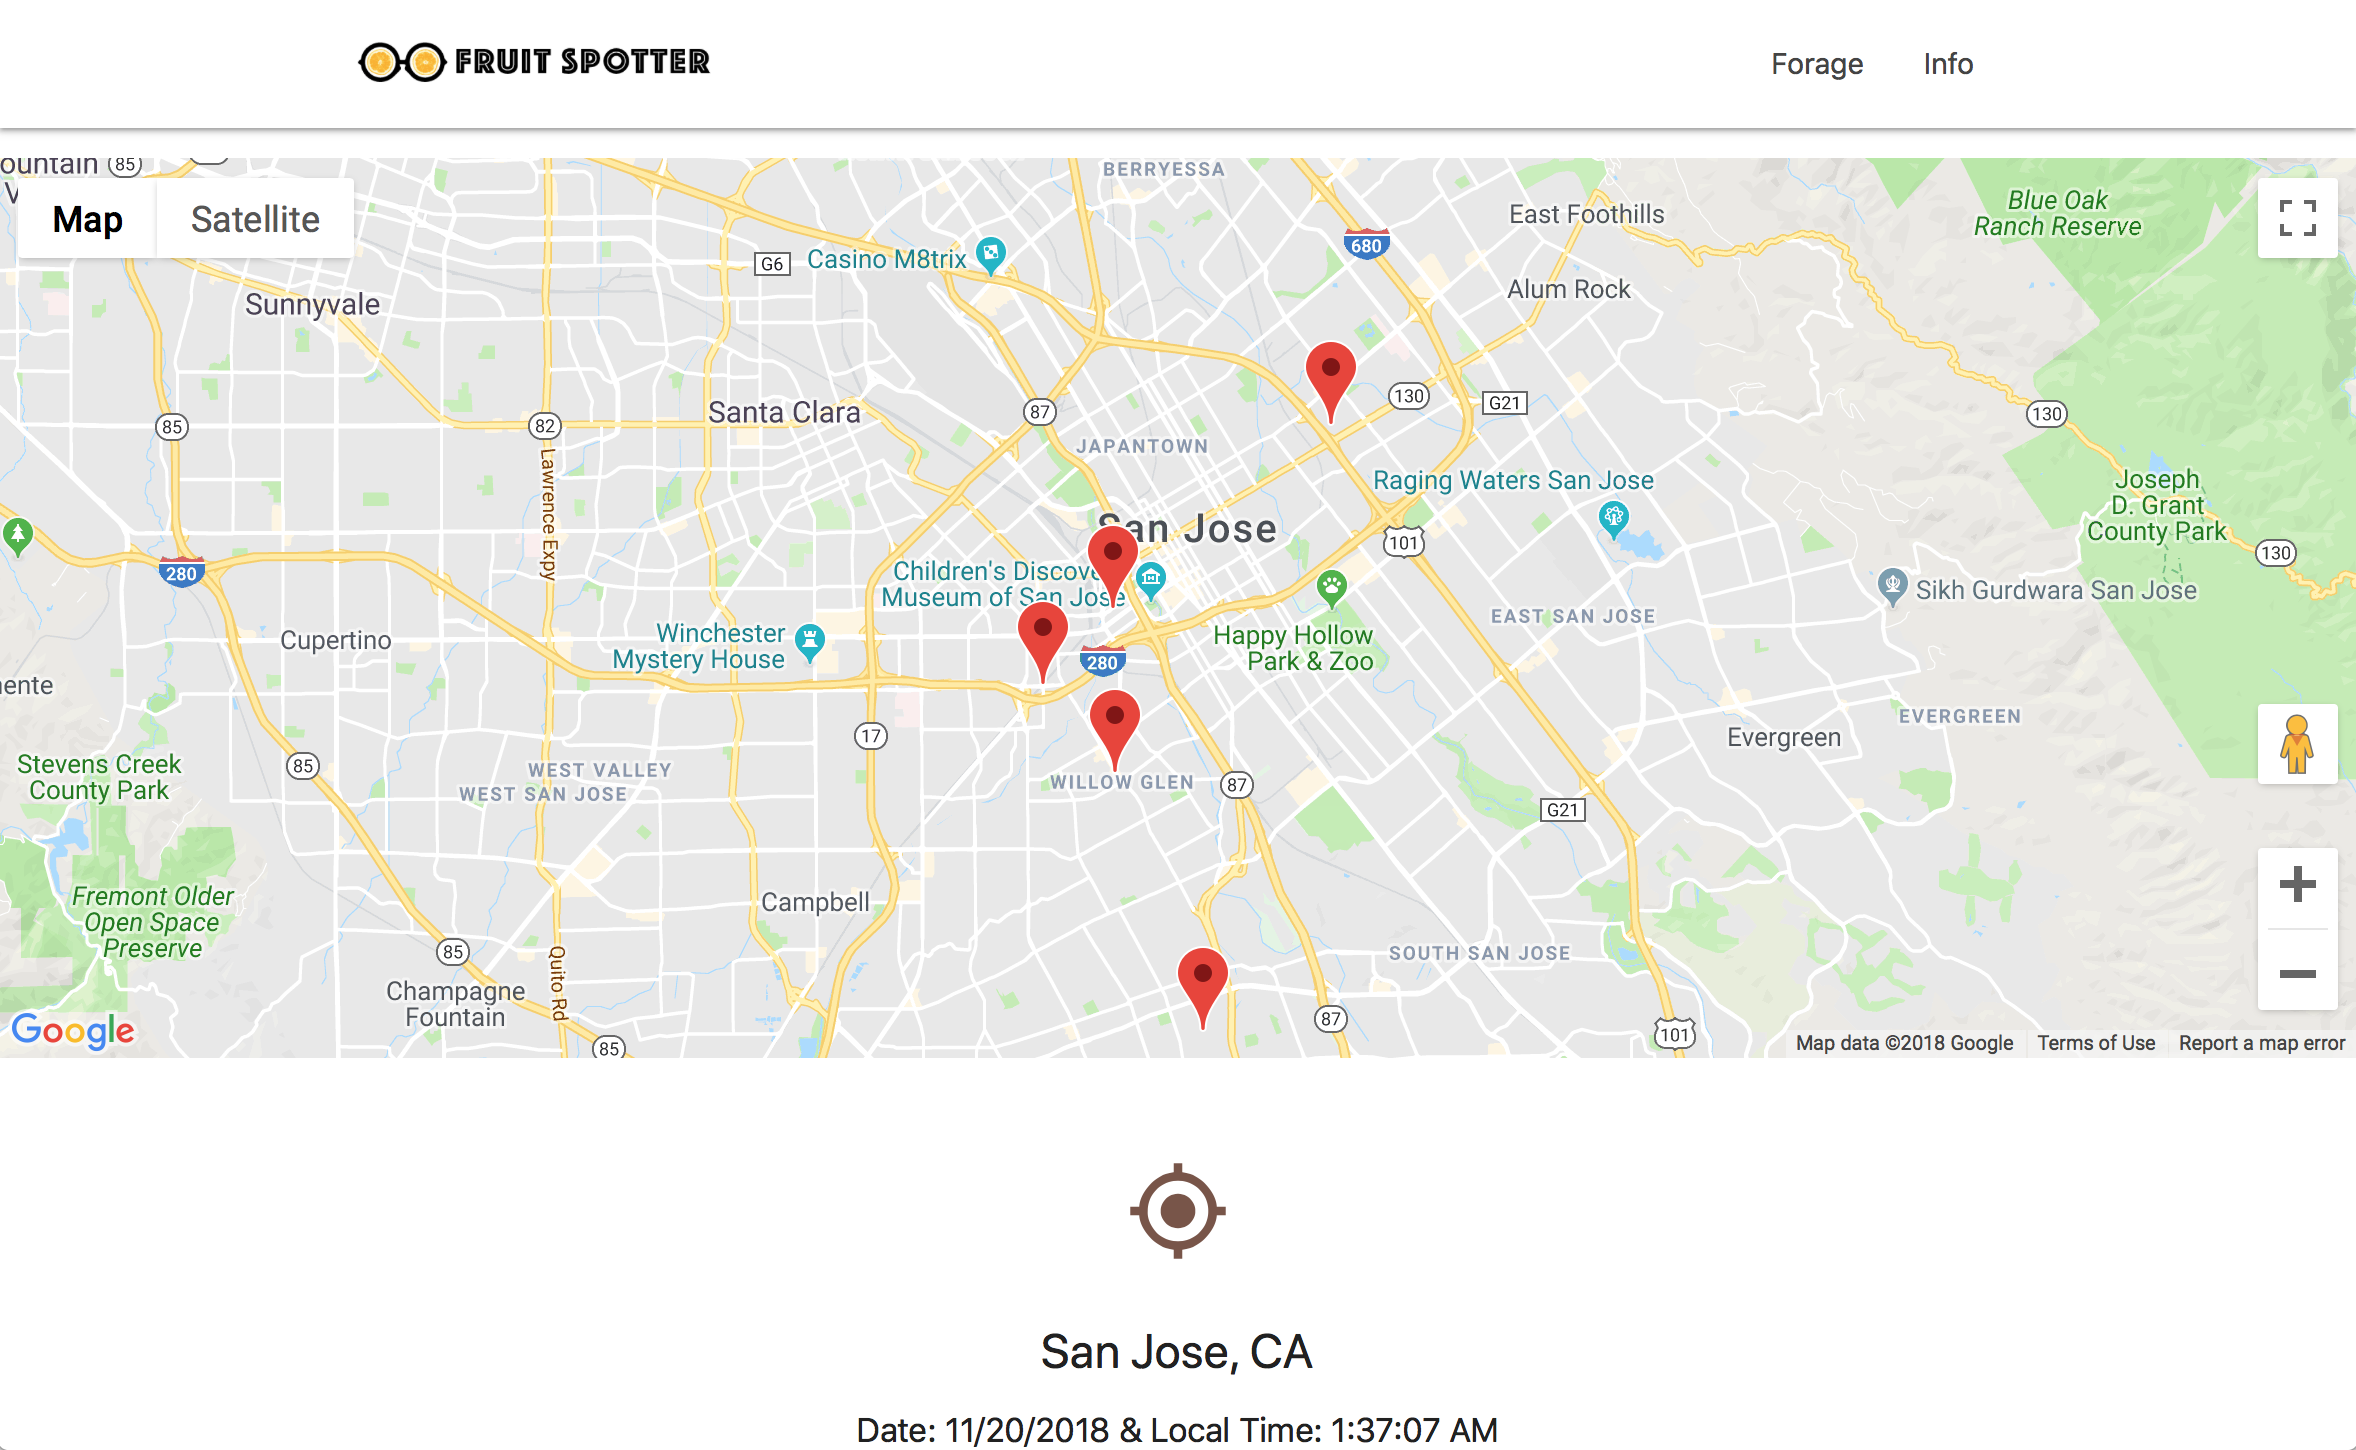 FRUIT SPOTTER
Forage
Info
ountain
85
V
Map
Satellite
BERRYESSA
East Foothills
Blue Oak
Ranch Reserve
680
G6
Casino M8trix
Alum Rock
Sunnyvale
Santa Clara
87
130
G21
85
82
130
JAPANTOWN
Lawrence Expy
Raging Waters San Jose
Joseph
D. Grant
County Park
San Jose
101
130
280
Children's Discove
Museum of San Jose
Sikh Gurdwara San Jose
EAST SAN JOSE
Cupertino
Winchester
Mystery House
Happy Hollow
Park & Zoo
280
ente
EVERGREEN
Evergreen
17
Stevens Creek
County Park
85
WEST VALLEY
WEST SAN JOSE
WILLOW GLEN
87
G21
Fremont Older
Open Space
Preserve
Campbell
85
Quito Rd
SOUTH SAN JOSE
Champagne
Fountain
87
101
Google
85
Map data ©2018 Google
Terms of Use
Report a map error
San Jose, CA
Date: 11/20/2018 & Local Time: 1:37:07 AM